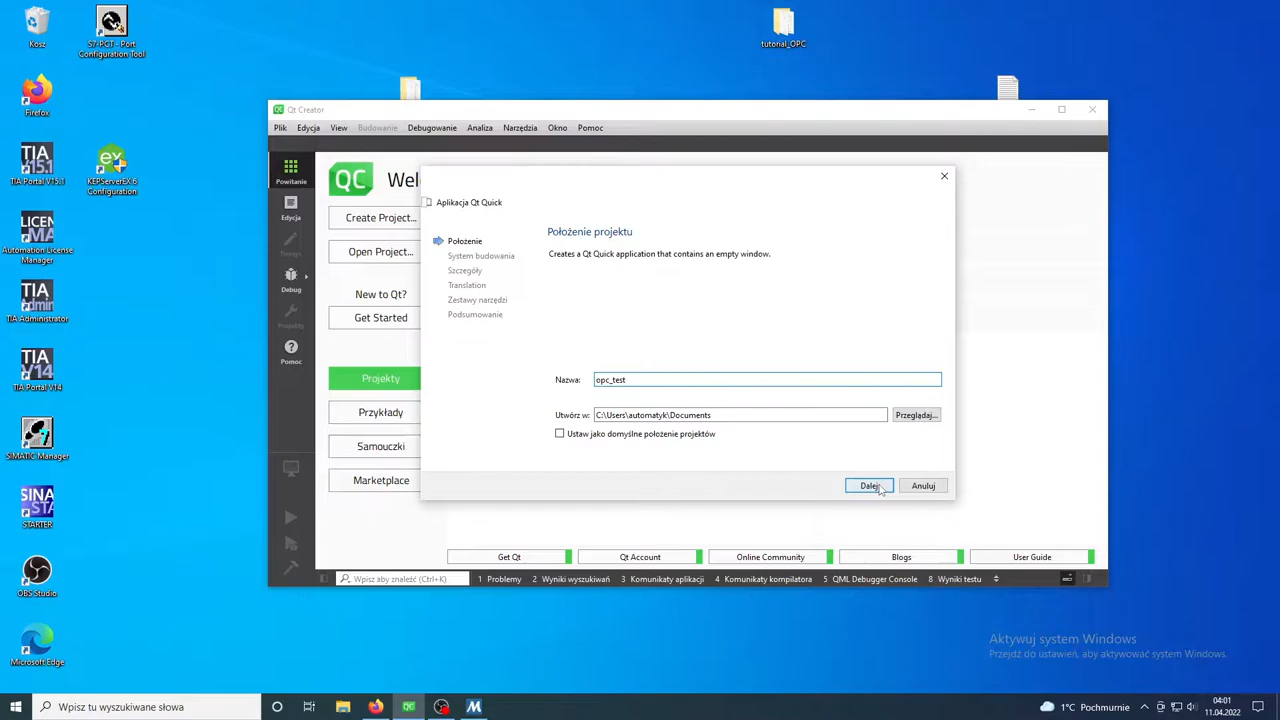 Kosz
S7-PCT - Port
Configuration Tool
tutorial_OPC
Firefox
TIA Portal V15.1
KEPServerEX 6
Configuration
Automation License
Manager
TIA Administrator
TIA Portal V14
SIMATIC Manager
STARTER
OBS Studio
Microsoft Edge
QC Qt Creator
Plik Edycja View Budowanie Debugowanie Analiza Narzędzia Okno Pomoc
Powitanie
Edycja
Design
Debug
Projekty
Pomoc
QC Wel
Create Project...
Open Project...
New to Qt?
Get Started
Projekty
Przykłady
Samouczki
Marketplace
Aplikacja Qt Quick
Położenie
System budowania
Szczegóły
Translation
Zestawy narzędzi
Podsumowanie
Położenie projektu
Creates a Qt Quick application that contains an empty window.
Nazwa: opc_test
Utwórz w: C:\Users\automatyk\Documents Przeglądaj...
Ustaw jako domyślne położenie projektów
Dalej Anuluj
Get Qt Qt Account Online Community Blogs User Guide
Wpisz aby znaleźć (Ctrl+K) 1 Problemy 2 Wyniki wyszukiwań 3 Komunikaty aplikacji 4 Komunikaty kompilatora 5 QML Debugger Console 8 Wyniki testu
Aktywuj system Windows
Przejdź do ustawień, aby aktywować system Windows.
Wpisz tu wyszukiwane słowa
1°C Pochmurnie
04:01
11.04.2022